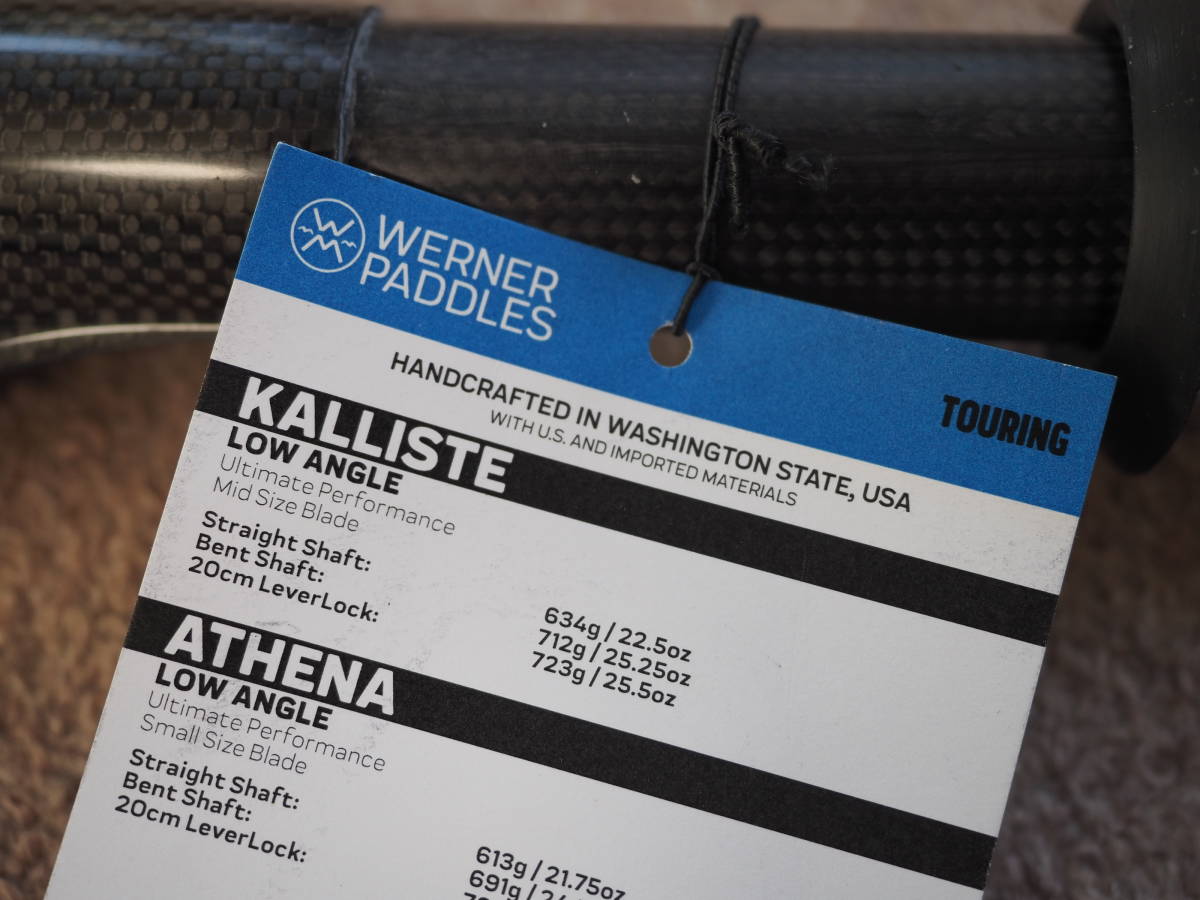 WERNER
PADDLES
TOURING
HANDCRAFTED IN WASHINGTON STATE, USA
WITH U.S. AND IMPORTED MATERIALS
KALLISTE
LOW ANGLE
Ultimate Performance
Mid Size Blade
Straight Shaft: 634g / 22.5oz
Bent Shaft: 712g / 25.25oz
20cm LeverLock: 723g / 25.5oz
ATHENA
LOW ANGLE
Ultimate Performance
Small Size Blade
Straight Shaft: 613g / 21.75oz
Bent Shaft: 691g /
20cm LeverLock: